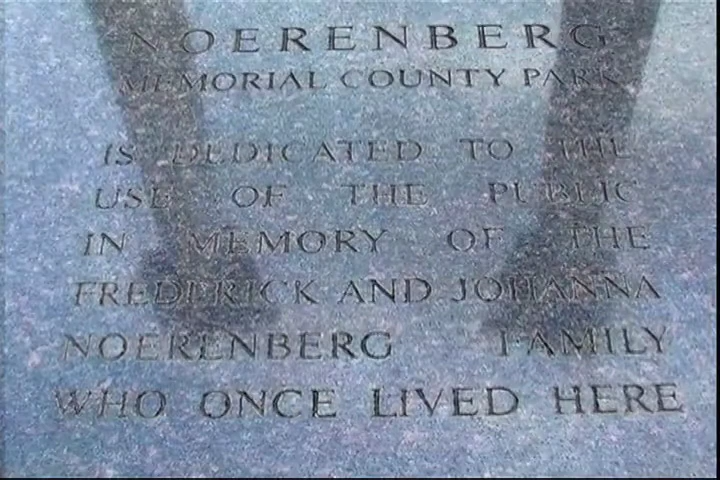 NOERENBERG
MEMORIAL COUNTY PARK
IS DEDICATED TO THE
USE OF THE PUBLIC
IN MEMORY OF THE
FREDERICK AND JOHANNA
NOERENBERG FAMILY
WHO ONCE LIVED HERE